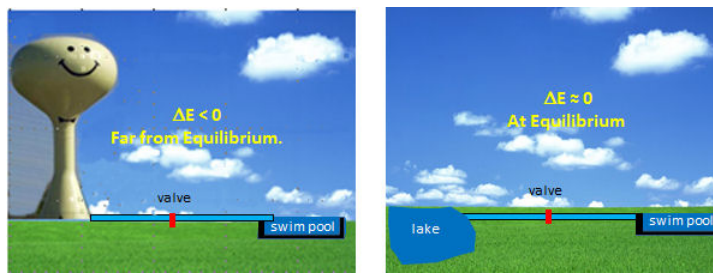 ΔE < 0
Far from Equilibrium.
valve
swim pool
ΔE ≈ 0
At Equilibrium
valve
lake
swim pool